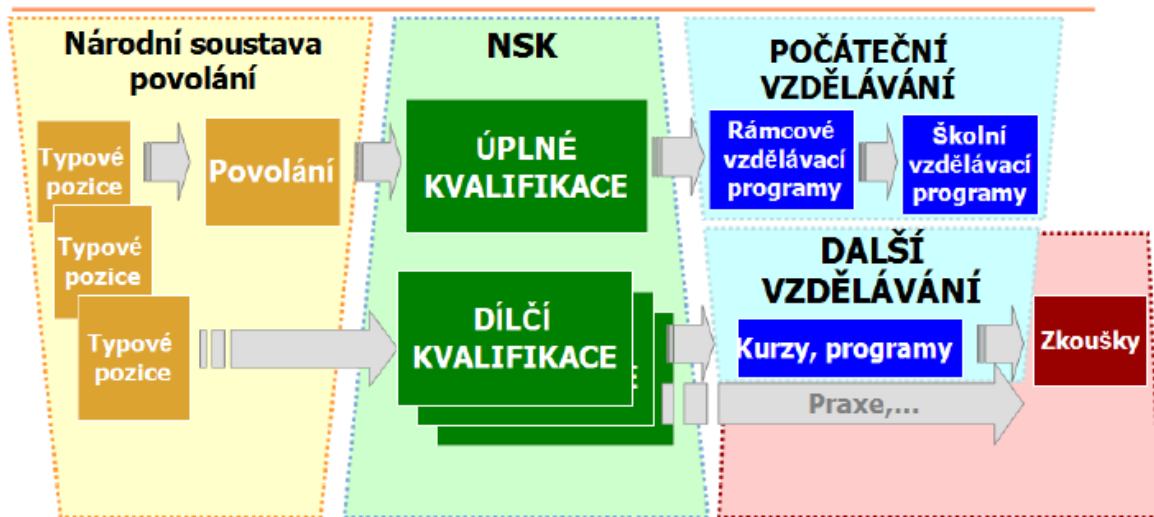 Národní soustava
povolání
Typové
pozice
Povolání
Typové
pozice
Typové
pozice
NSK
ÚPLNÉ
KVALIFIKACE
DÍLČÍ
KVALIFIKACE
...
POČÁTEČNÍ
VZDĚLÁVÁNÍ
Rámcové
vzdělávací
programy
Školní
vzdělávací
programy
DALŠÍ
VZDĚLÁVÁNÍ
Kurzy, programy
Zkoušky
Praxe,...